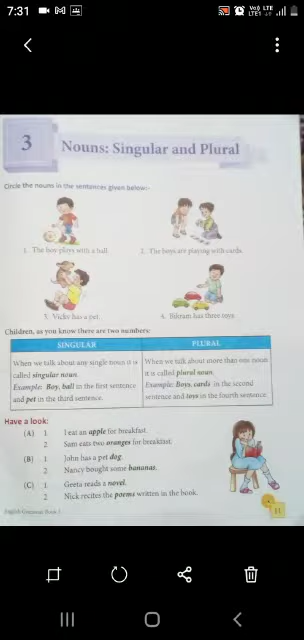 7:31
Vo) LTE
LTE1
3
Nouns: Singular and Plural
Circle the nouns in the sentences given below:-
1. The boy plays with a ball.
2. The boys are playing with cards.
3. Vicky has a pet.
4. Bikram has three toys.
Children, as you know there are two numbers:
SINGULAR
PLURAL
When we talk about any single noun it is
called singular noun.
Example: Boy, ball in the first sentence
and pet in the third sentence.
When we talk about more than one noun
it is called plural noun.
Example: Boys, cards in the second
sentence and toys in the fourth sentence.
Have a look:
(A) 1 I eat an apple for breakfast.
2 Sam eats two oranges for breakfast.
(B) 1 John has a pet dog.
2 Nancy bought some bananas.
(C) 1 Geeta reads a novel.
2 Nick recites the poems written in the book.
English Grammar Book
11